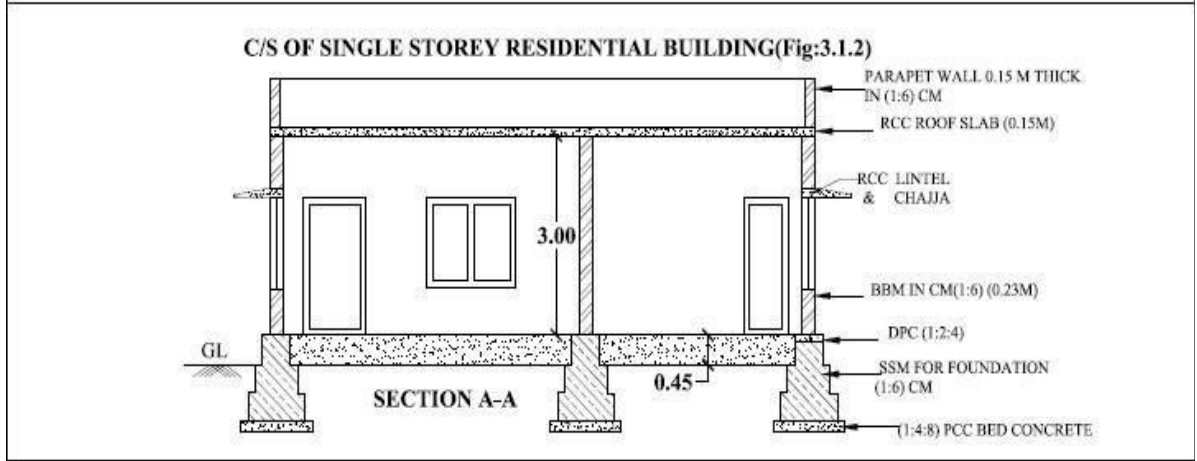 C/S OF SINGLE STOREY RESIDENTIAL BUILDING(Fig:3.1.2)
PARAPET WALL 0.15 M THICK
IN (1:6) CM
RCC ROOF SLAB (0.15M)
RCC LINTEL
& CHAJJA
3.00
BBM IN CM(1:6) (0.23M)
DPC (1:2:4)
GL
SSM FOR FOUNDATION
(1:6) CM
0.45
SECTION A-A
(1:4:8) PCC BED CONCRETE